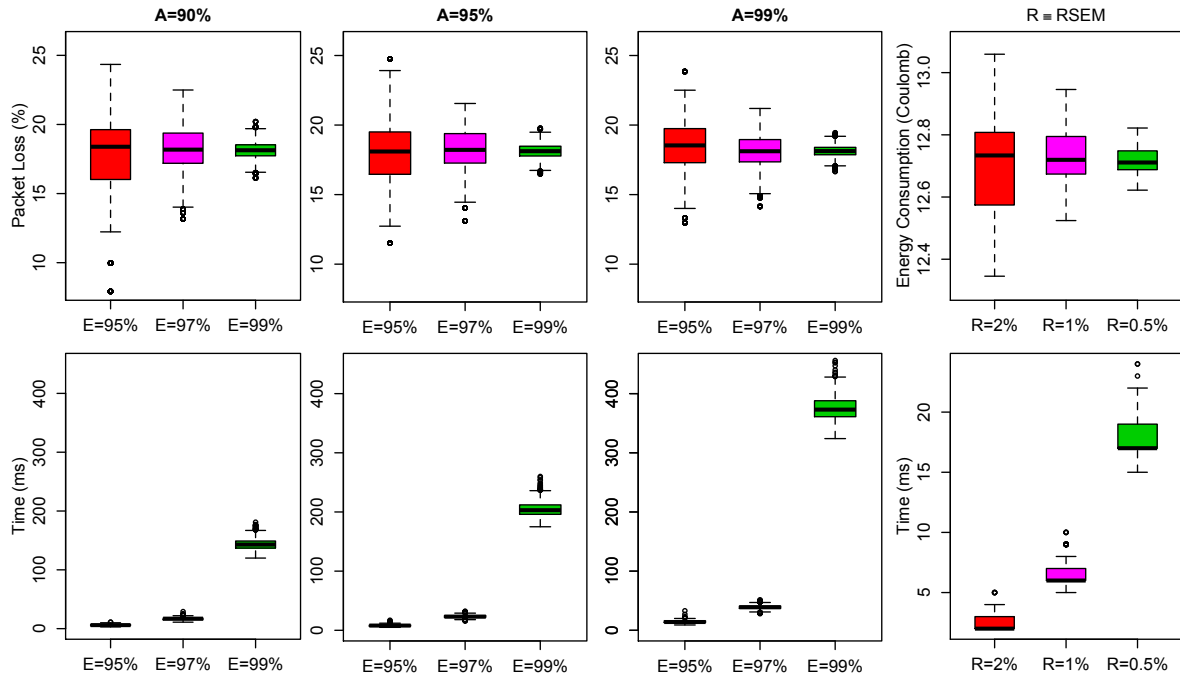 A=90%
A=95%
A=99%
R ≡ RSEM
Packet Loss (%)
25
20
15
10
E=95% E=97% E=99%
25
20
15
10
E=95% E=97% E=99%
25
20
15
10
E=95% E=97% E=99%
Energy Consumption (Coulomb)
13.0
12.8
12.6
12.4
R=2% R=1% R=0.5%
Time (ms)
400
300
200
100
0
E=95% E=97% E=99%
400
300
200
100
0
E=95% E=97% E=99%
400
300
200
100
0
E=95% E=97% E=99%
Time (ms)
20
15
10
5
R=2% R=1% R=0.5%